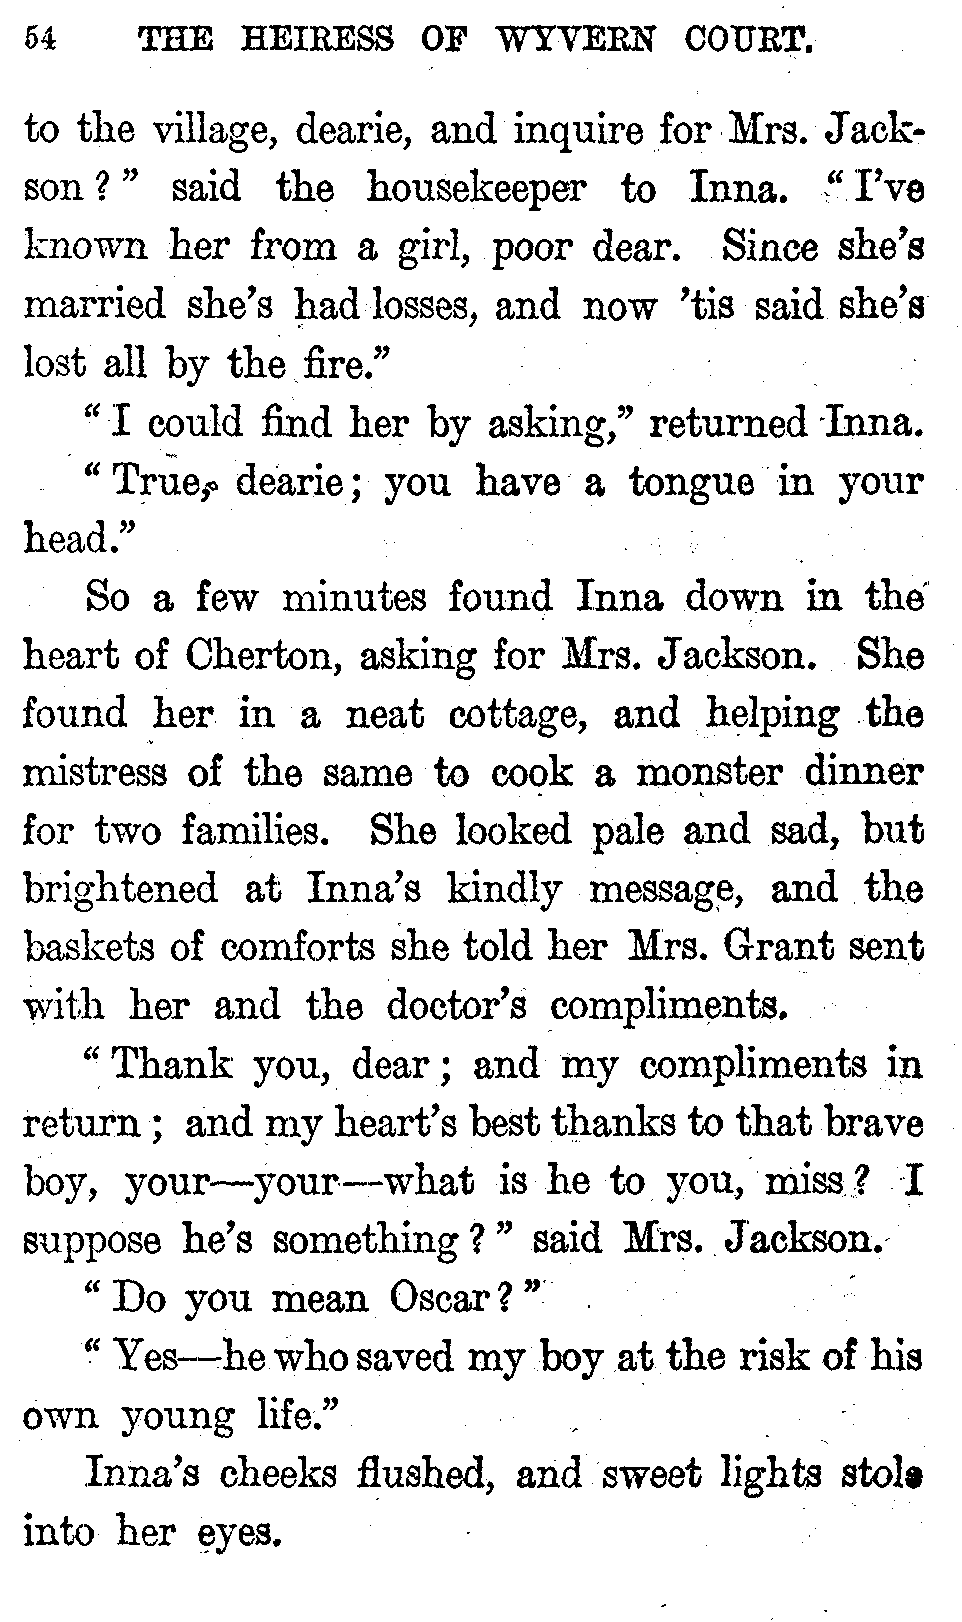 54 THE HEIRESS OF WYVERN COURT.
to the village, dearie, and inquire for Mrs. Jack-
son?” said the housekeeper to Inna. “I’ve
known her from a girl, poor dear. Since she’s
married she’s had losses, and now ’tis said she’s
lost all by the fire.”
“I could find her by asking,” returned Inna.
“True, dearie; you have a tongue in your
head.”
So a few minutes found Inna down in the
heart of Cherton, asking for Mrs. Jackson. She
found her in a neat cottage, and helping the
mistress of the same to cook a monster dinner
for two families. She looked pale and sad, but
brightened at Inna’s kindly message, and the
baskets of comforts she told her Mrs. Grant sent
with her and the doctor’s compliments.
“Thank you, dear; and my compliments in
return; and my heart’s best thanks to that brave
boy, your—your—what is he to you, miss? I
suppose he’s something?” said Mrs. Jackson.
“Do you mean Oscar?”
“Yes—he who saved my boy at the risk of his
own young life.”
Inna’s cheeks flushed, and sweet lights stole
into her eyes.